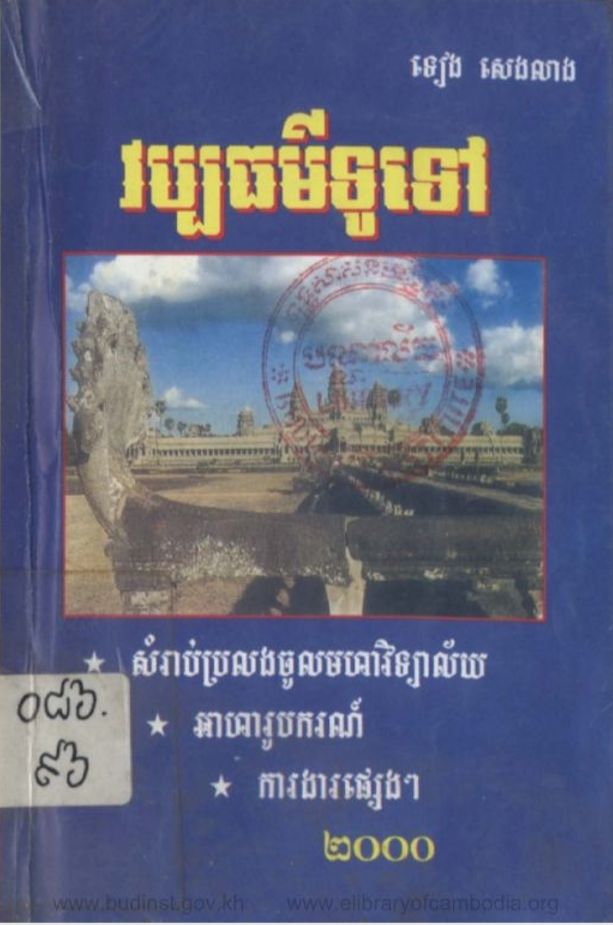 ទៀង សេងលាង
វប្បធម៌ទូទៅ
★ សំរាប់ប្រលងចូលមហាវិទ្យាល័យ
★ អាហារូបករណ៍
★ ការងារផ្សេងៗ
០៨៦.
៩៦
២០០០
www.budinst.gov.kh www.elibraryofcambodia.org